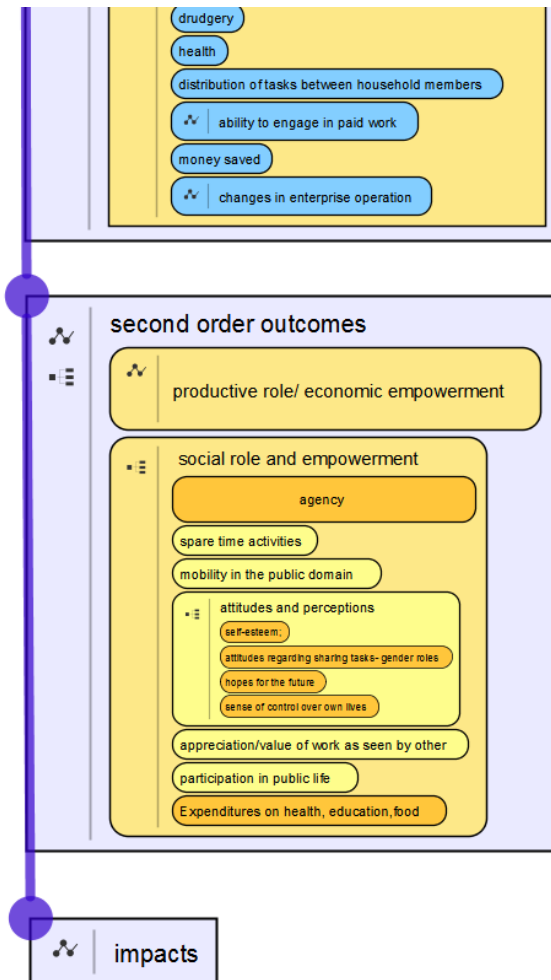 drudgery
health
distribution of tasks between household members
ability to engage in paid work
money saved
changes in enterprise operation
second order outcomes
productive role/ economic empowerment
social role and empowerment
agency
spare time activities
mobility in the public domain
attitudes and perceptions
self-esteem;
attitudes regarding sharing tasks- gender roles
hopes for the future
sense of control over own lives
appreciation/value of work as seen by other
participation in public life
Expenditures on health, education,food
impacts